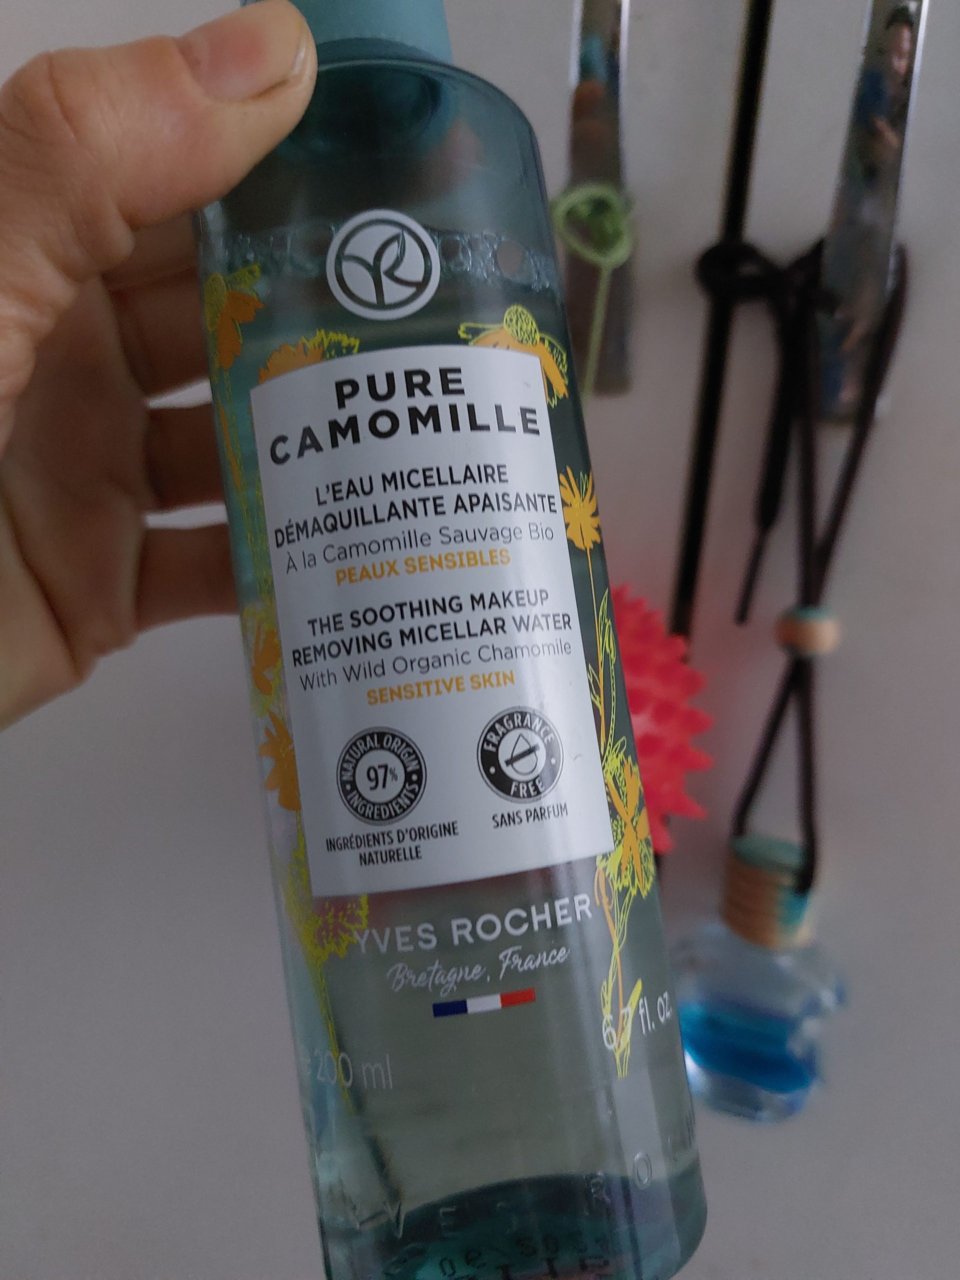 PURE
CAMOMILLE
L'EAU MICELLAIRE
DÉMAQUILLANTE APAISANTE
À la Camomille Sauvage Bio
PEAUX SENSIBLES
THE SOOTHING MAKEUP
REMOVING MICELLAR WATER
With Wild Organic Chamomile
SENSITIVE SKIN
NATURAL ORIGIN
97%
INGREDIENTS
INGRÉDIENTS D'ORIGINE
NATURELLE
FRAGRANCE
FREE
SANS PARFUM
YVES ROCHER
Bretagne, France
200 ml
6.7 fl. oz.